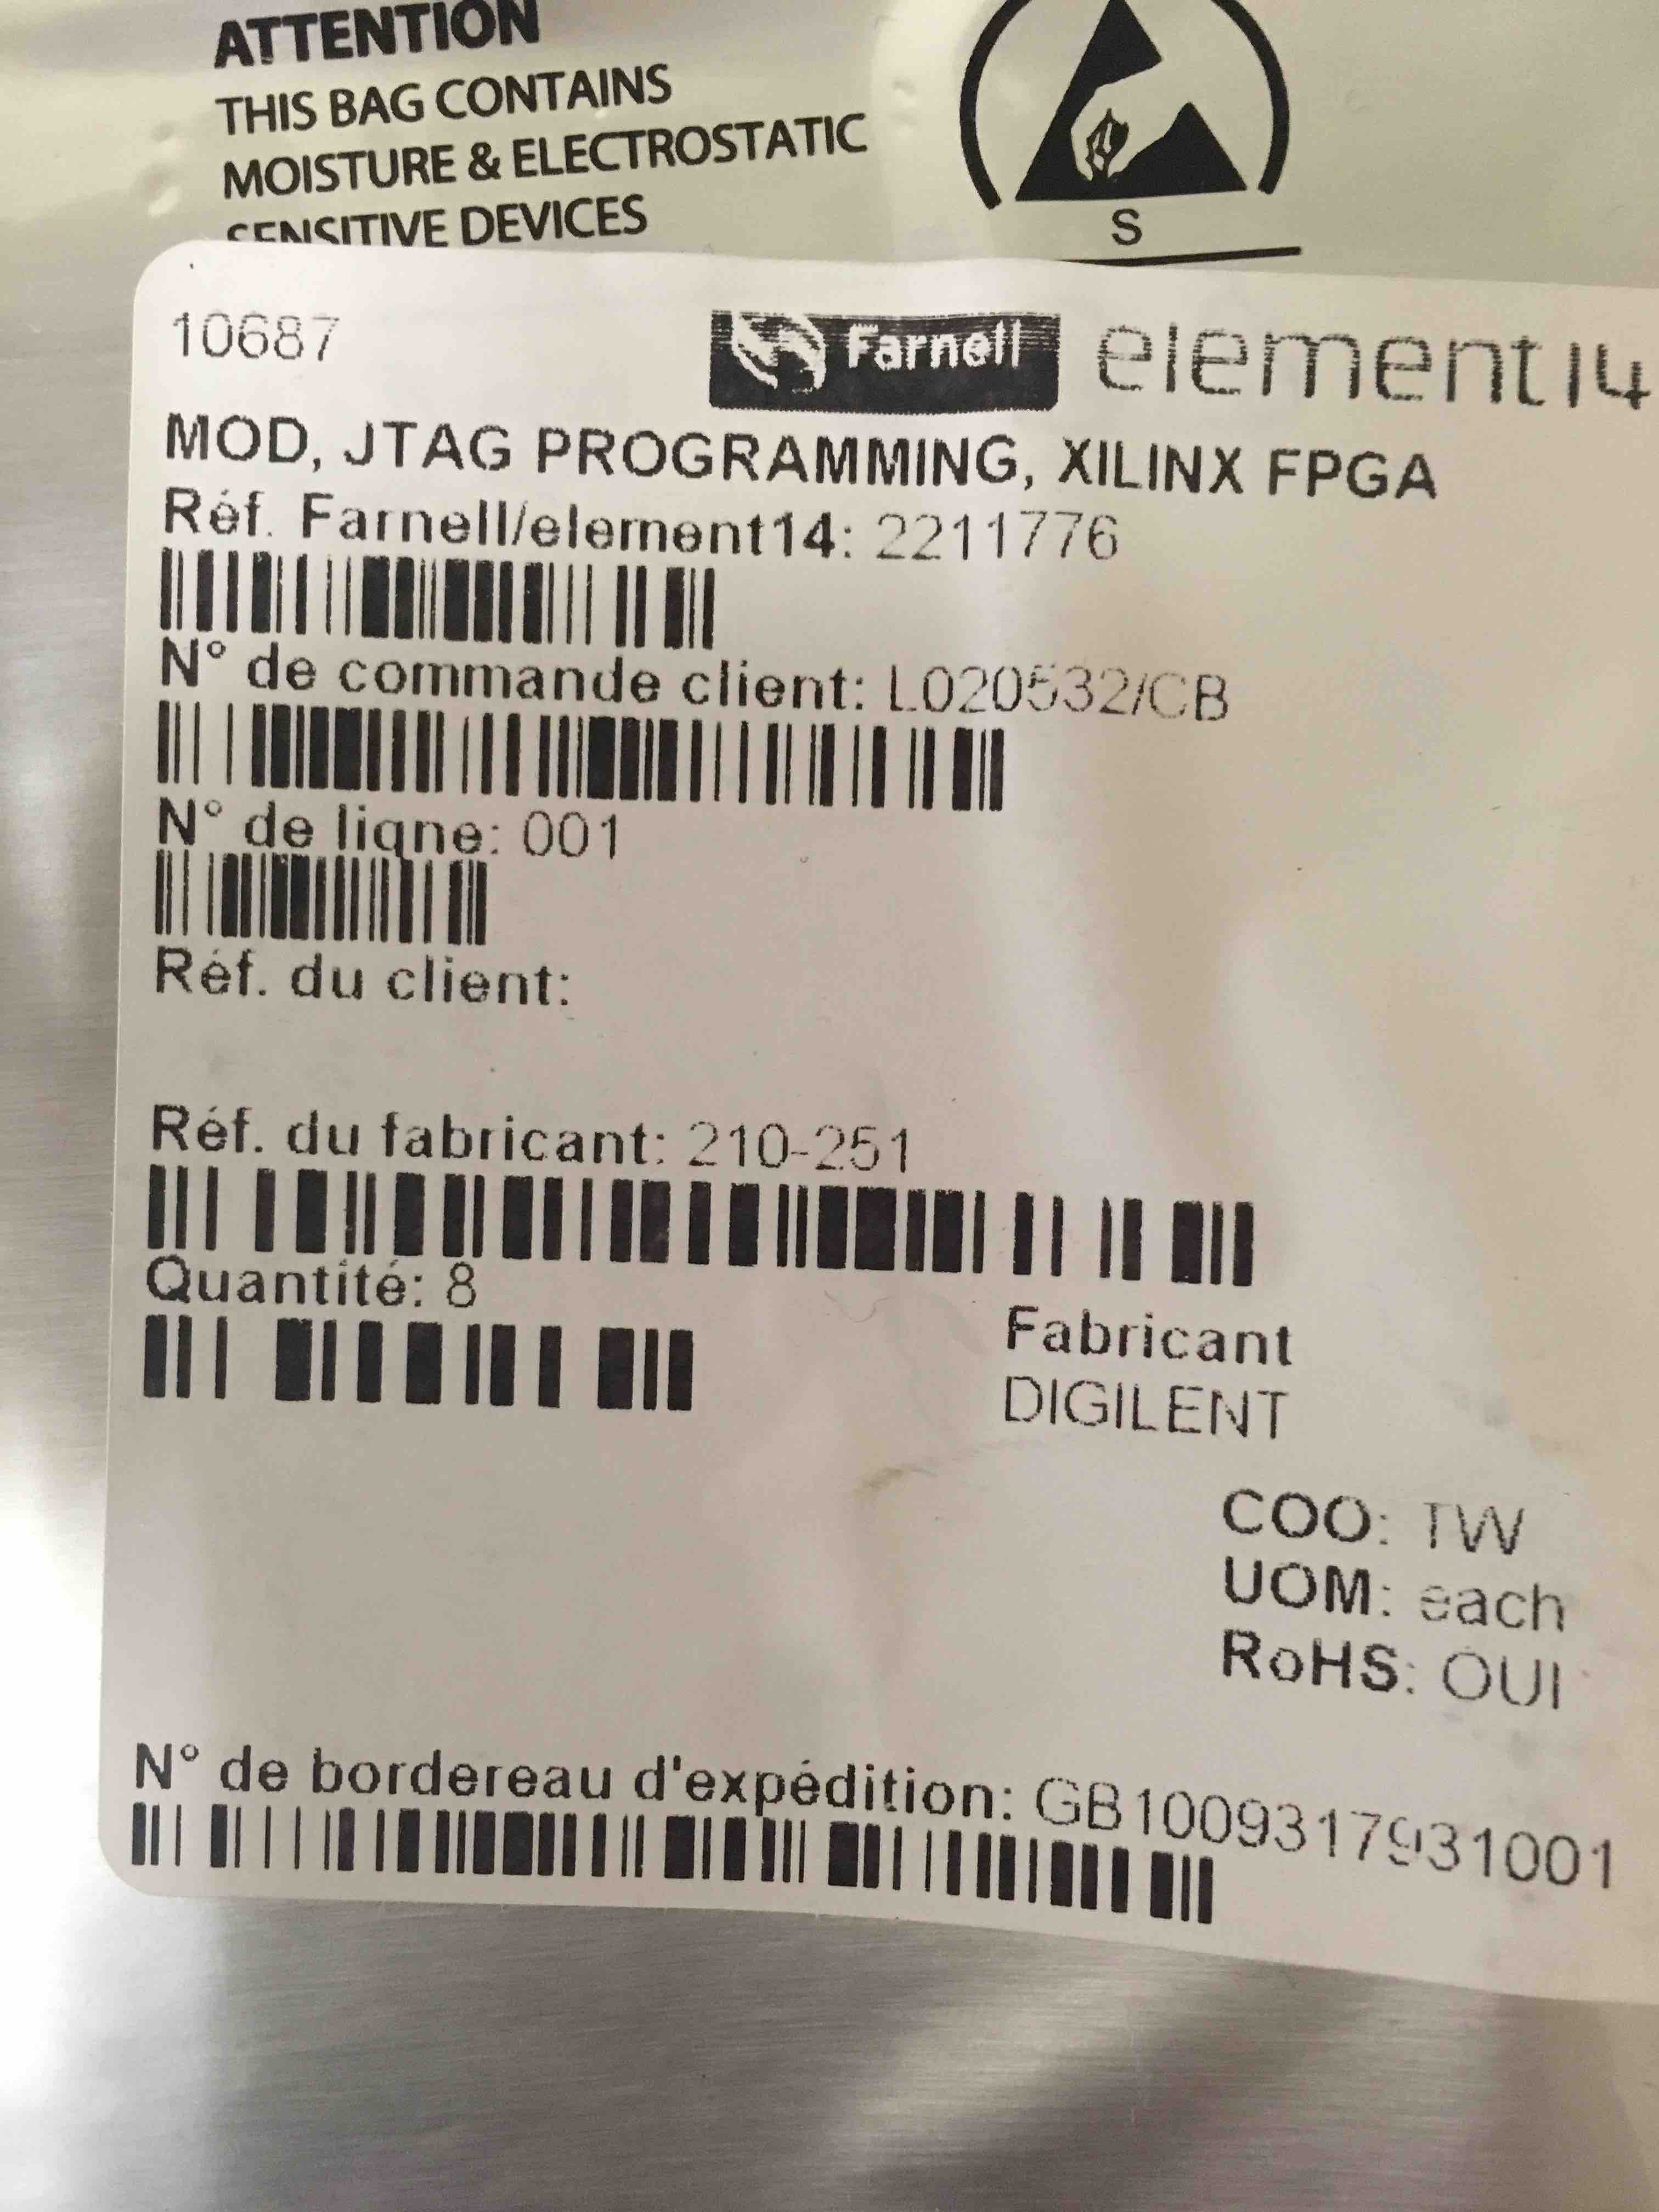 ATTENTION
THIS BAG CONTAINS
MOISTURE & ELECTROSTATIC
SENSITIVE DEVICES
S
10687
Farnell element14
MOD, JTAG PROGRAMMING, XILINX FPGA
Réf. Farnell/element14: 2211776
N° de commande client: L020532/CB
N° de ligne: 001
Réf. du client:
Réf. du fabricant: 210-251
Quantité: 8
Fabricant
DIGILENT
COO: TW
UOM: each
RoHS: OUI
N° de bordereau d'expédition: GB1009317931001